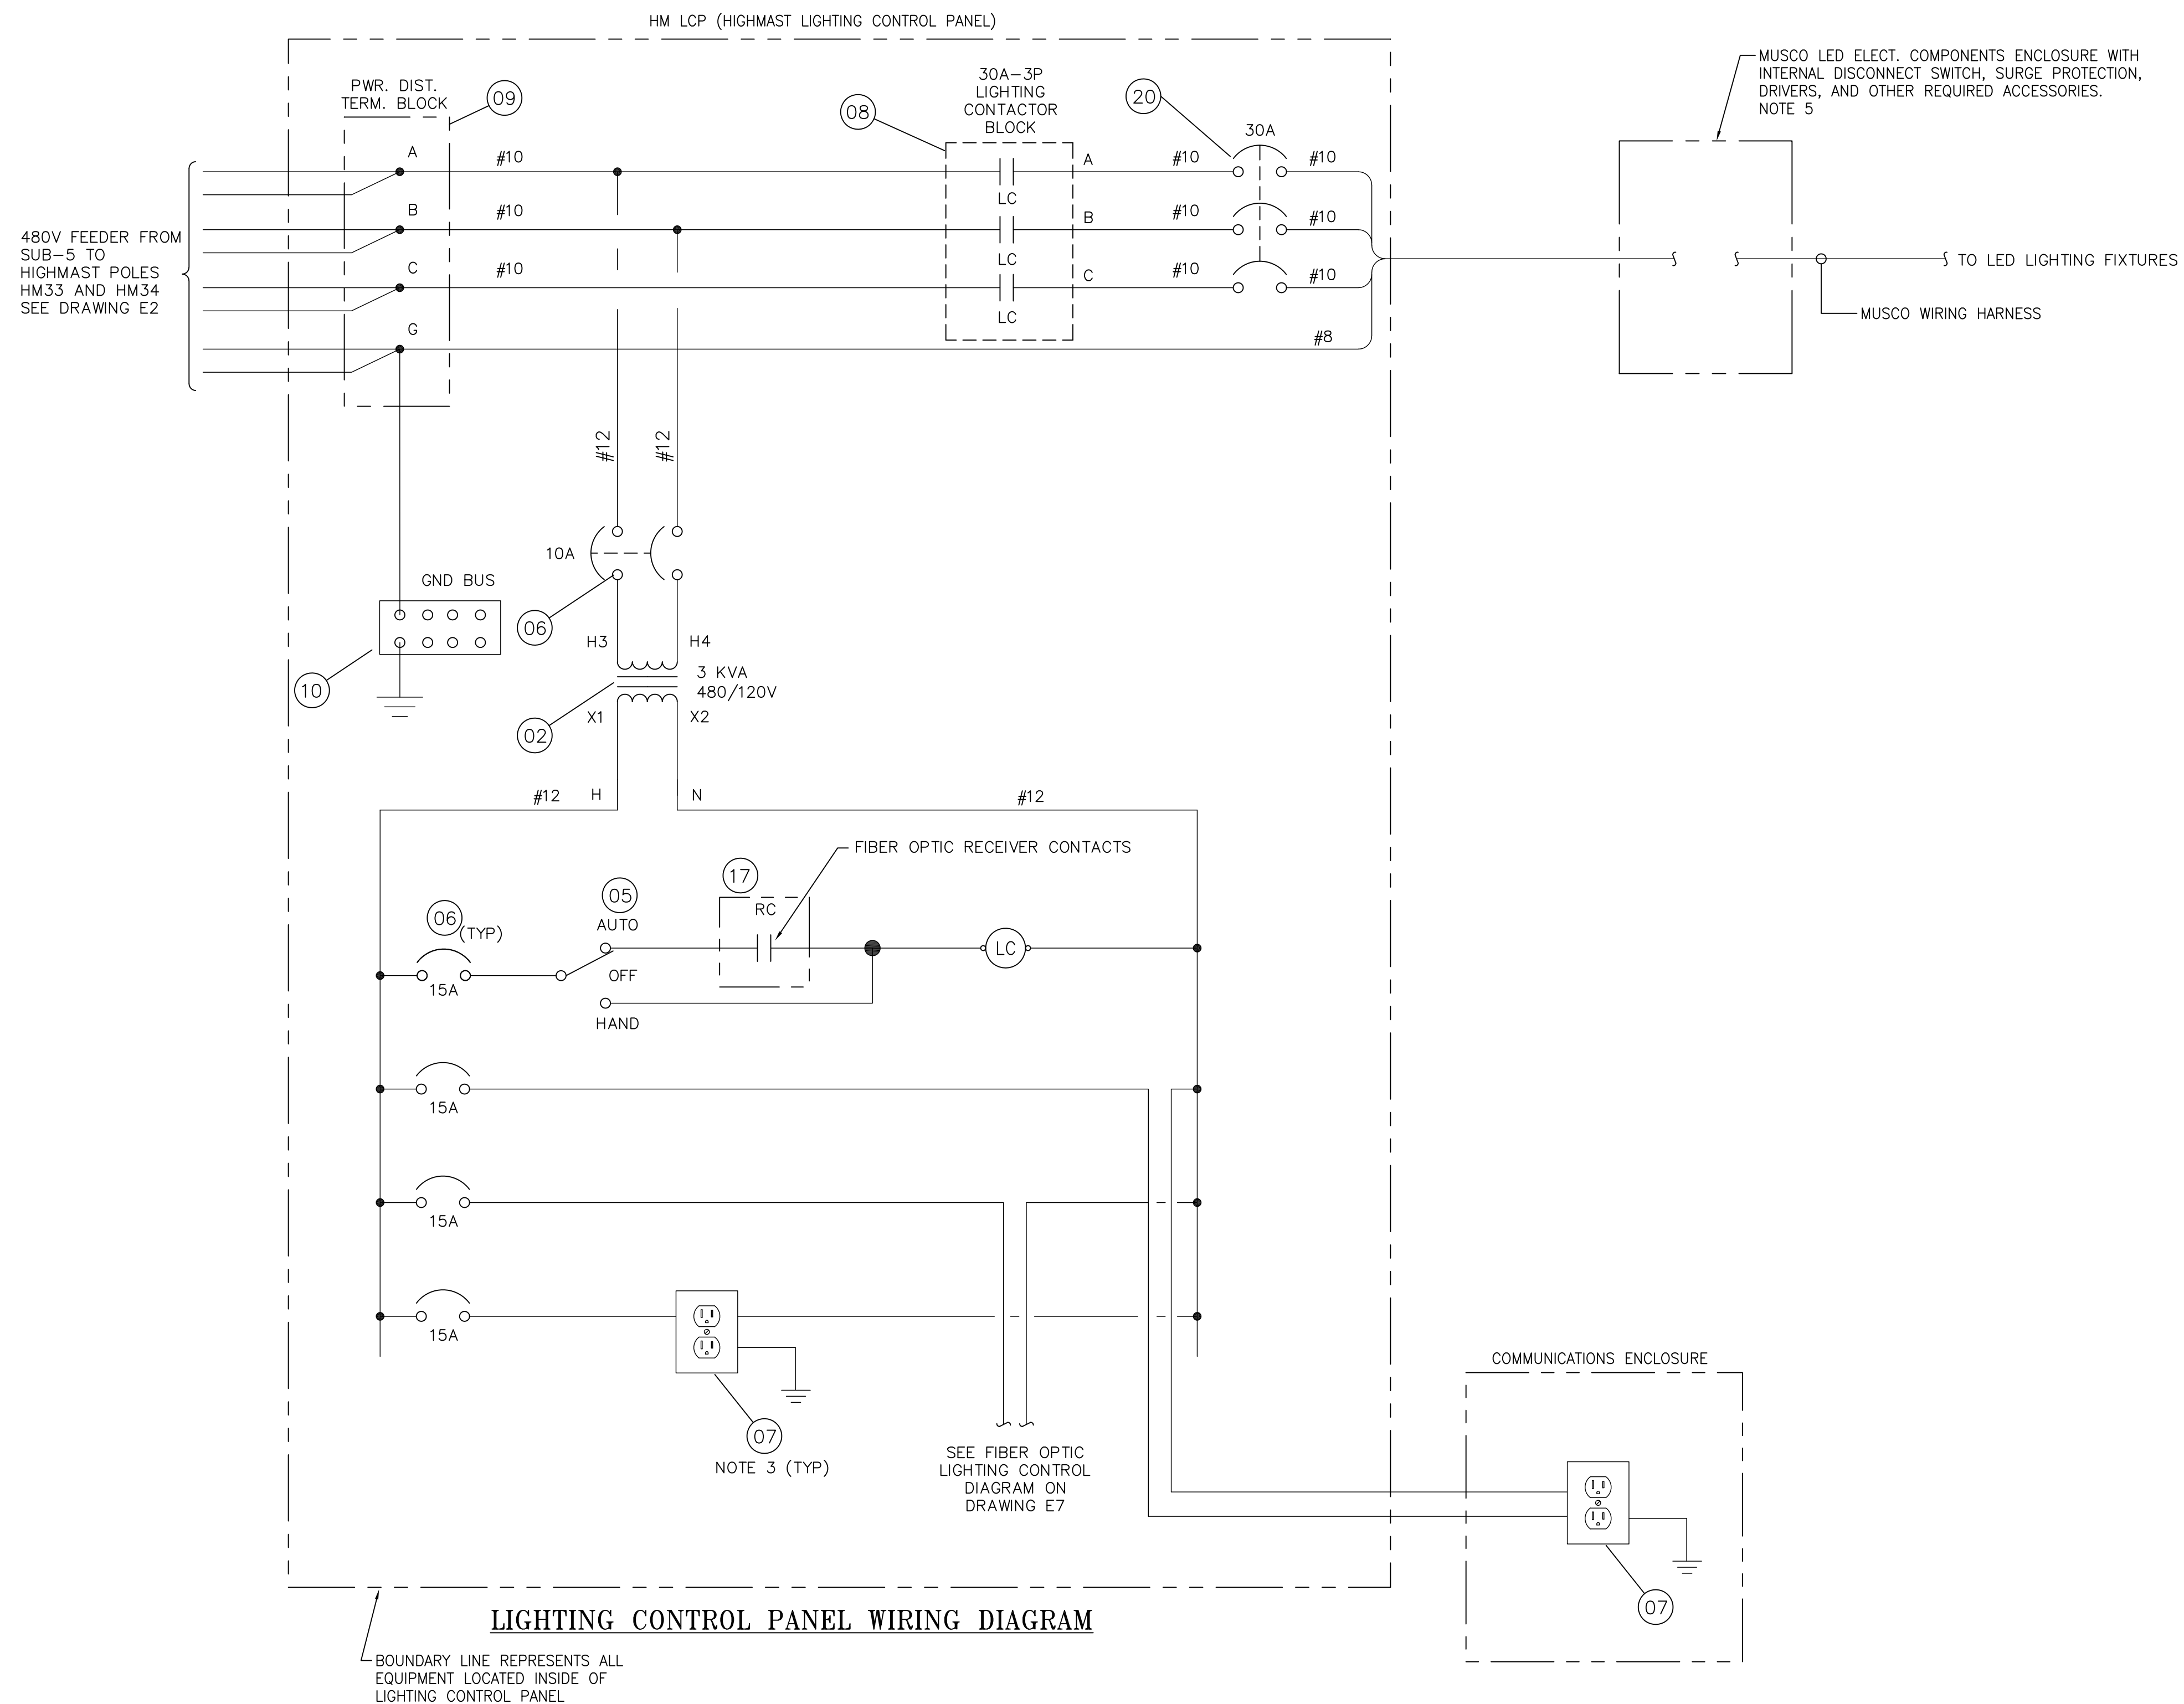 HM LCP (HIGHMAST LIGHTING CONTROL PANEL)
MUSCO LED ELECT. COMPONENTS ENCLOSURE WITH
INTERNAL DISCONNECT SWITCH, SURGE PROTECTION,
DRIVERS, AND OTHER REQUIRED ACCESSORIES.
NOTE 5
PWR. DIST.
TERM. BLOCK
09
30A-3P
LIGHTING
CONTACTOR
BLOCK
08
20
30A
A
#10
A
#10
#10
LC
B
#10
B
#10
#10
LC
C
#10
C
#10
#10
LC
G
#8
480V FEEDER FROM
SUB-5 TO
HIGHMAST POLES
HM33 AND HM34
SEE DRAWING E2
TO LED LIGHTING FIXTURES
MUSCO WIRING HARNESS
#12
#12
10A
06
GND BUS
10
H3
H4
3 KVA
480/120V
02
X1
X2
#12
H
N
#12
FIBER OPTIC RECEIVER CONTACTS
17
RC
05
AUTO
OFF
HAND
06
(TYP)
15A
LC
15A
15A
15A
07
NOTE 3 (TYP)
SEE FIBER OPTIC
LIGHTING CONTROL
DIAGRAM ON
DRAWING E7
COMMUNICATIONS ENCLOSURE
07
LIGHTING CONTROL PANEL WIRING DIAGRAM
BOUNDARY LINE REPRESENTS ALL
EQUIPMENT LOCATED INSIDE OF
LIGHTING CONTROL PANEL